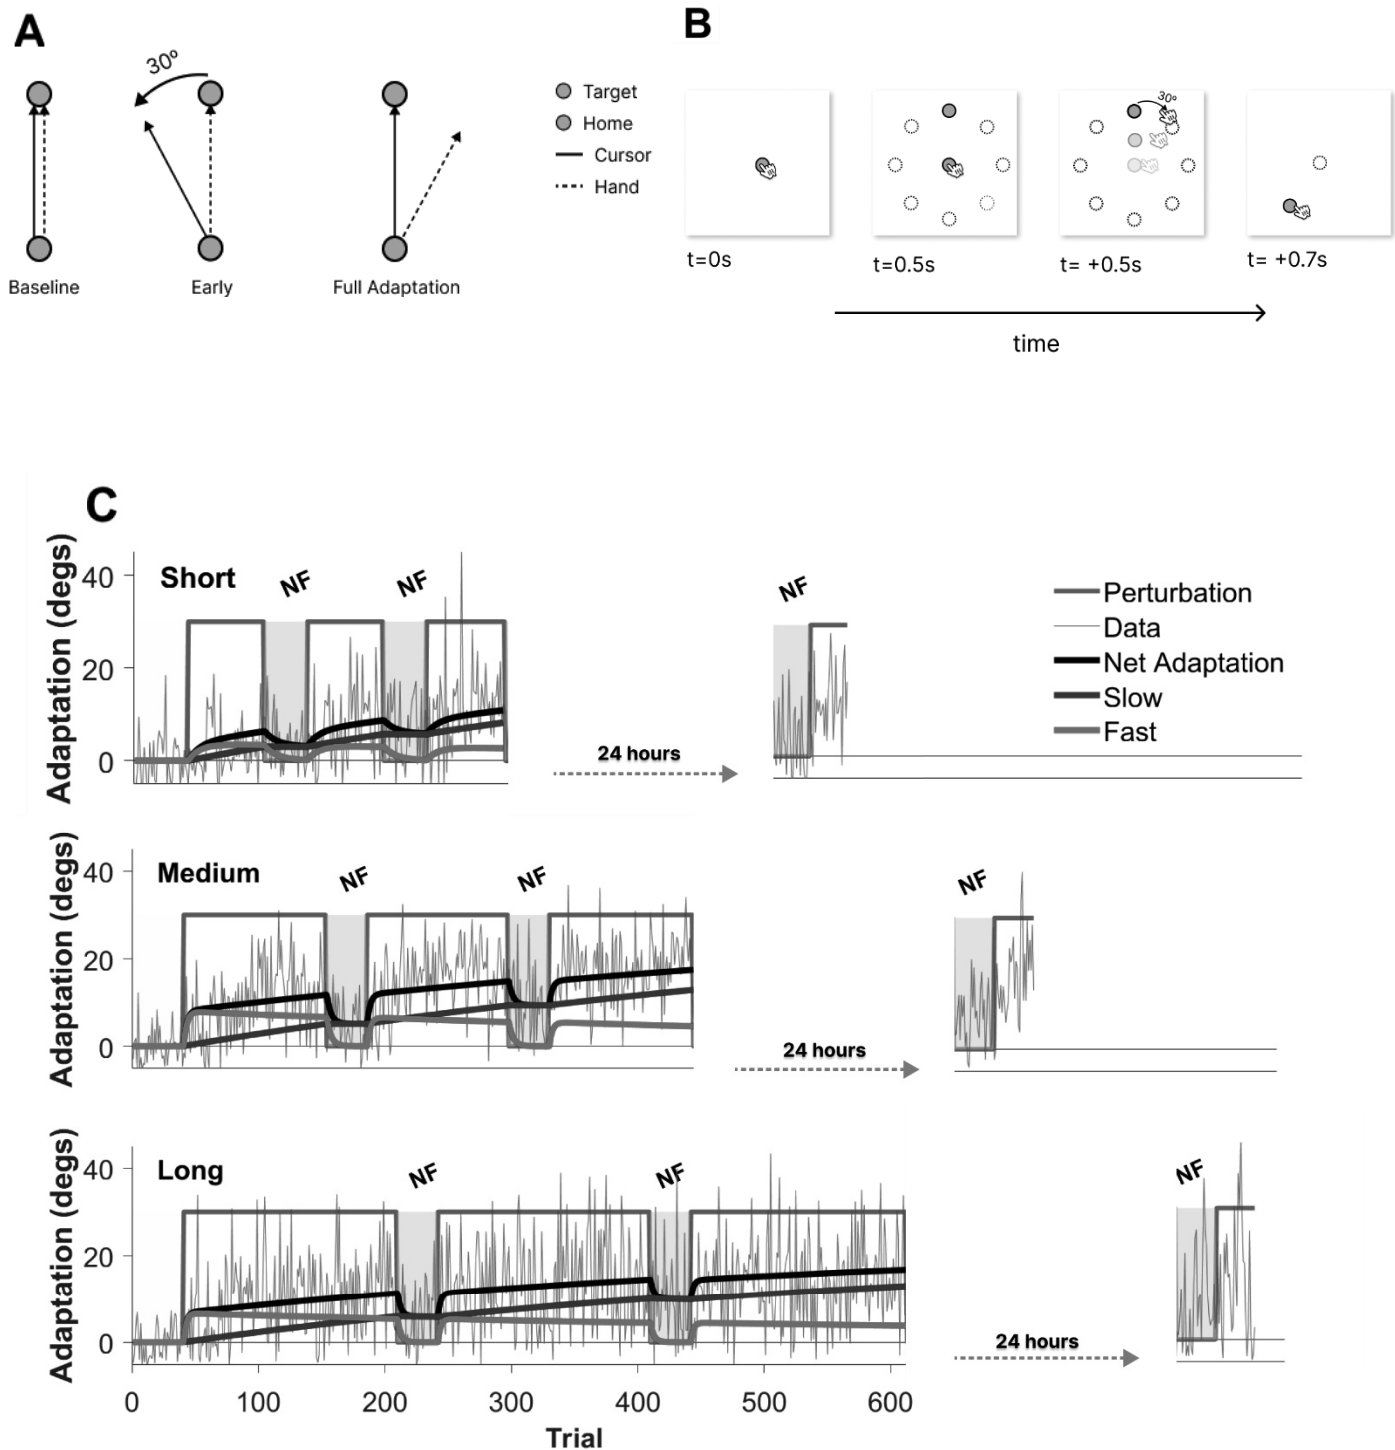 A
30º
Baseline
Early
Full Adaptation
Target
Home
Cursor
Hand
B
30º
t=0s
t=0.5s
t= +0.5s
t= +0.7s
time
C
Adaptation (degs)
40
20
0
Short
NF
NF
24 hours
NF
Perturbation
Data
Net Adaptation
Slow
Fast
Adaptation (degs)
40
20
0
Medium
NF
NF
24 hours
NF
Adaptation (degs)
40
20
0
Long
NF
NF
24 hours
NF
0 100 200 300 400 500 600
Trial